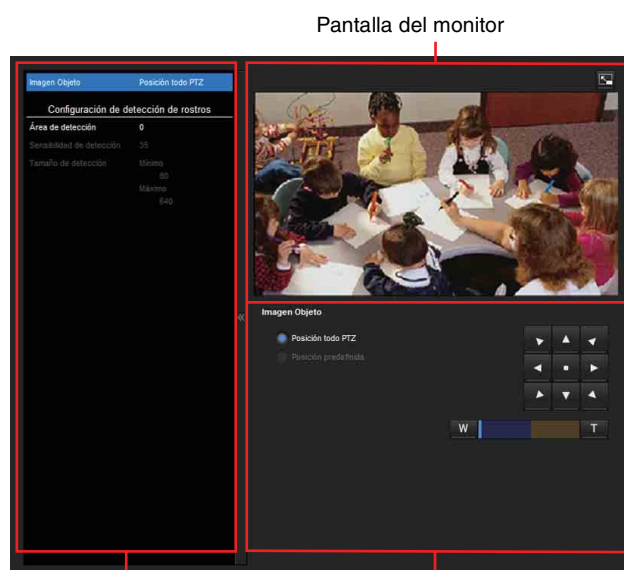 Pantalla del monitor
Imagen Objeto Posición todo PTZ
Configuración de detección de rostros
Área de detección 0
Sensibilidad de detección 35
Tamaño de detección Mínimo
80
Máximo
640
Imagen Objeto
Posición todo PTZ
Posición predefinida
W T